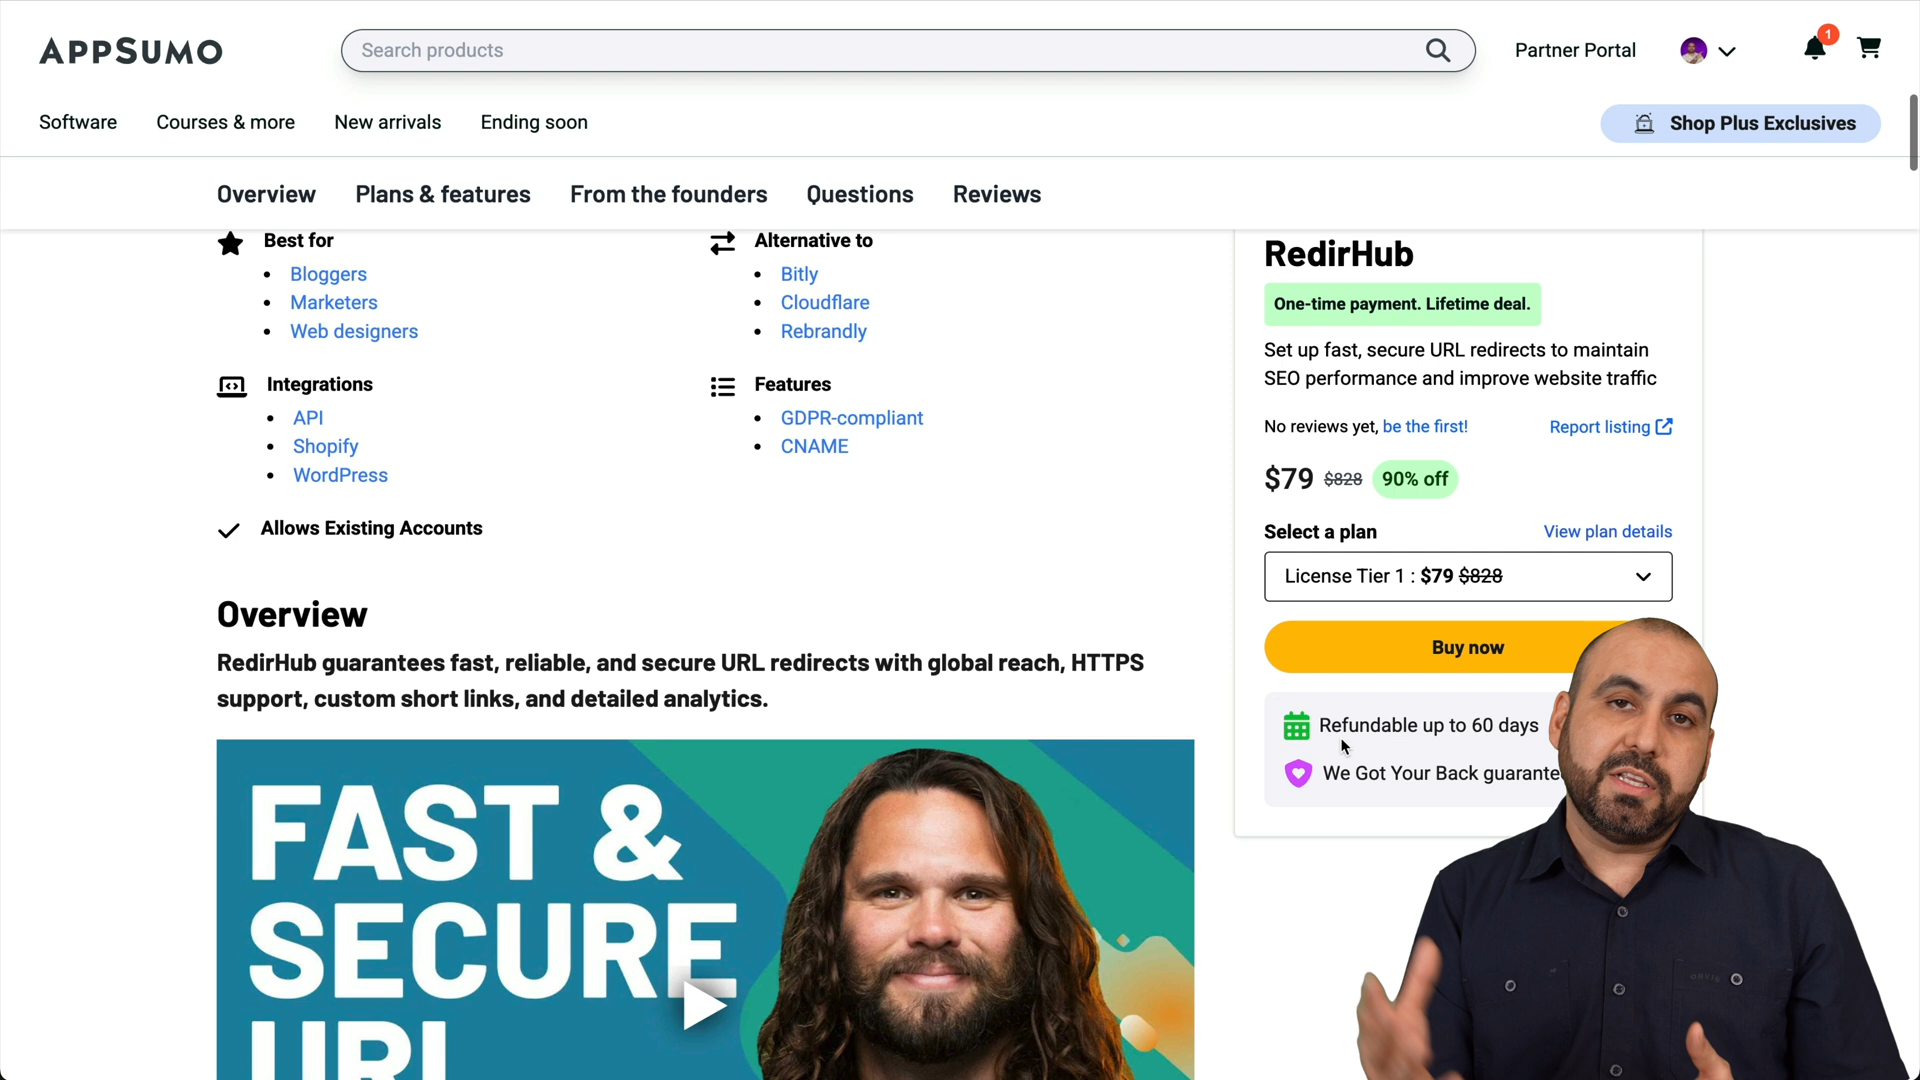 APPSUMO
Search products
Partner Portal
1
Software
Courses & more
New arrivals
Ending soon
Shop Plus Exclusives
Overview
Plans & features
From the founders
Questions
Reviews
Best for
Bloggers
Marketers
Web designers
Alternative to
Bitly
Cloudflare
Rebrandly
Integrations
API
Shopify
WordPress
Features
GDPR-compliant
CNAME
Allows Existing Accounts
Overview
RedirHub guarantees fast, reliable, and secure URL redirects with global reach, HTTPS
support, custom short links, and detailed analytics.
FAST &
SECURE
URL
RedirHub
One-time payment. Lifetime deal.
Set up fast, secure URL redirects to maintain
SEO performance and improve website traffic
No reviews yet, be the first!
Report listing
$79 $828 90% off
Select a plan
View plan details
License Tier 1 : $79 $828
Buy now
Refundable up to 60 days
We Got Your Back guarante
ORVIS